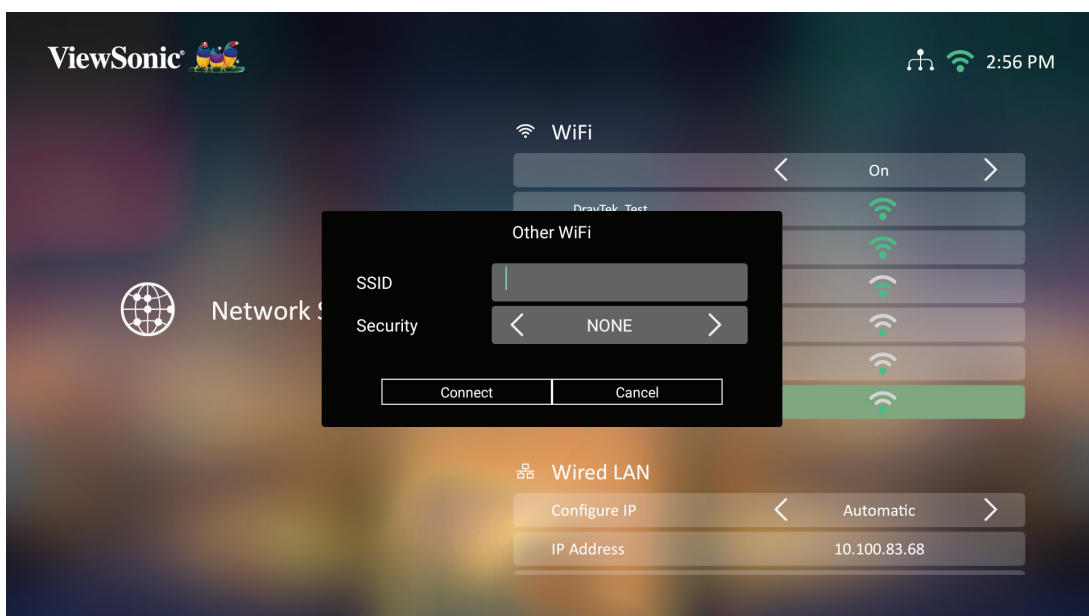 ViewSonic®
2:56 PM
WiFi
On
DrayTek_Test
Other WiFi
SSID
Network S
Security
NONE
Connect
Cancel
Wired LAN
Configure IP
Automatic
IP Address
10.100.83.68